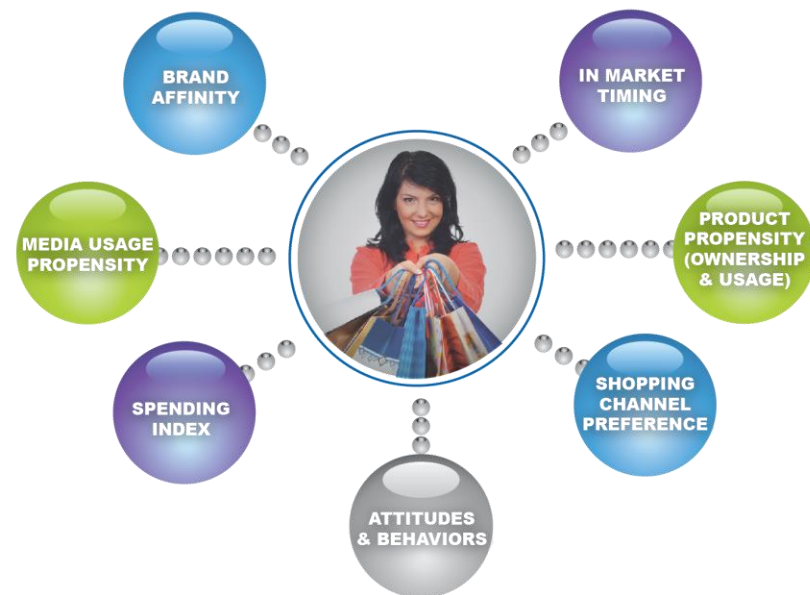 BRAND
AFFINITY
IN MARKET
TIMING
MEDIA USAGE
PROPENSITY
PRODUCT
PROPENSITY
(OWNERSHIP
& USAGE)
SPENDING
INDEX
SHOPPING
CHANNEL
PREFERENCE
ATTITUDES
& BEHAVIORS